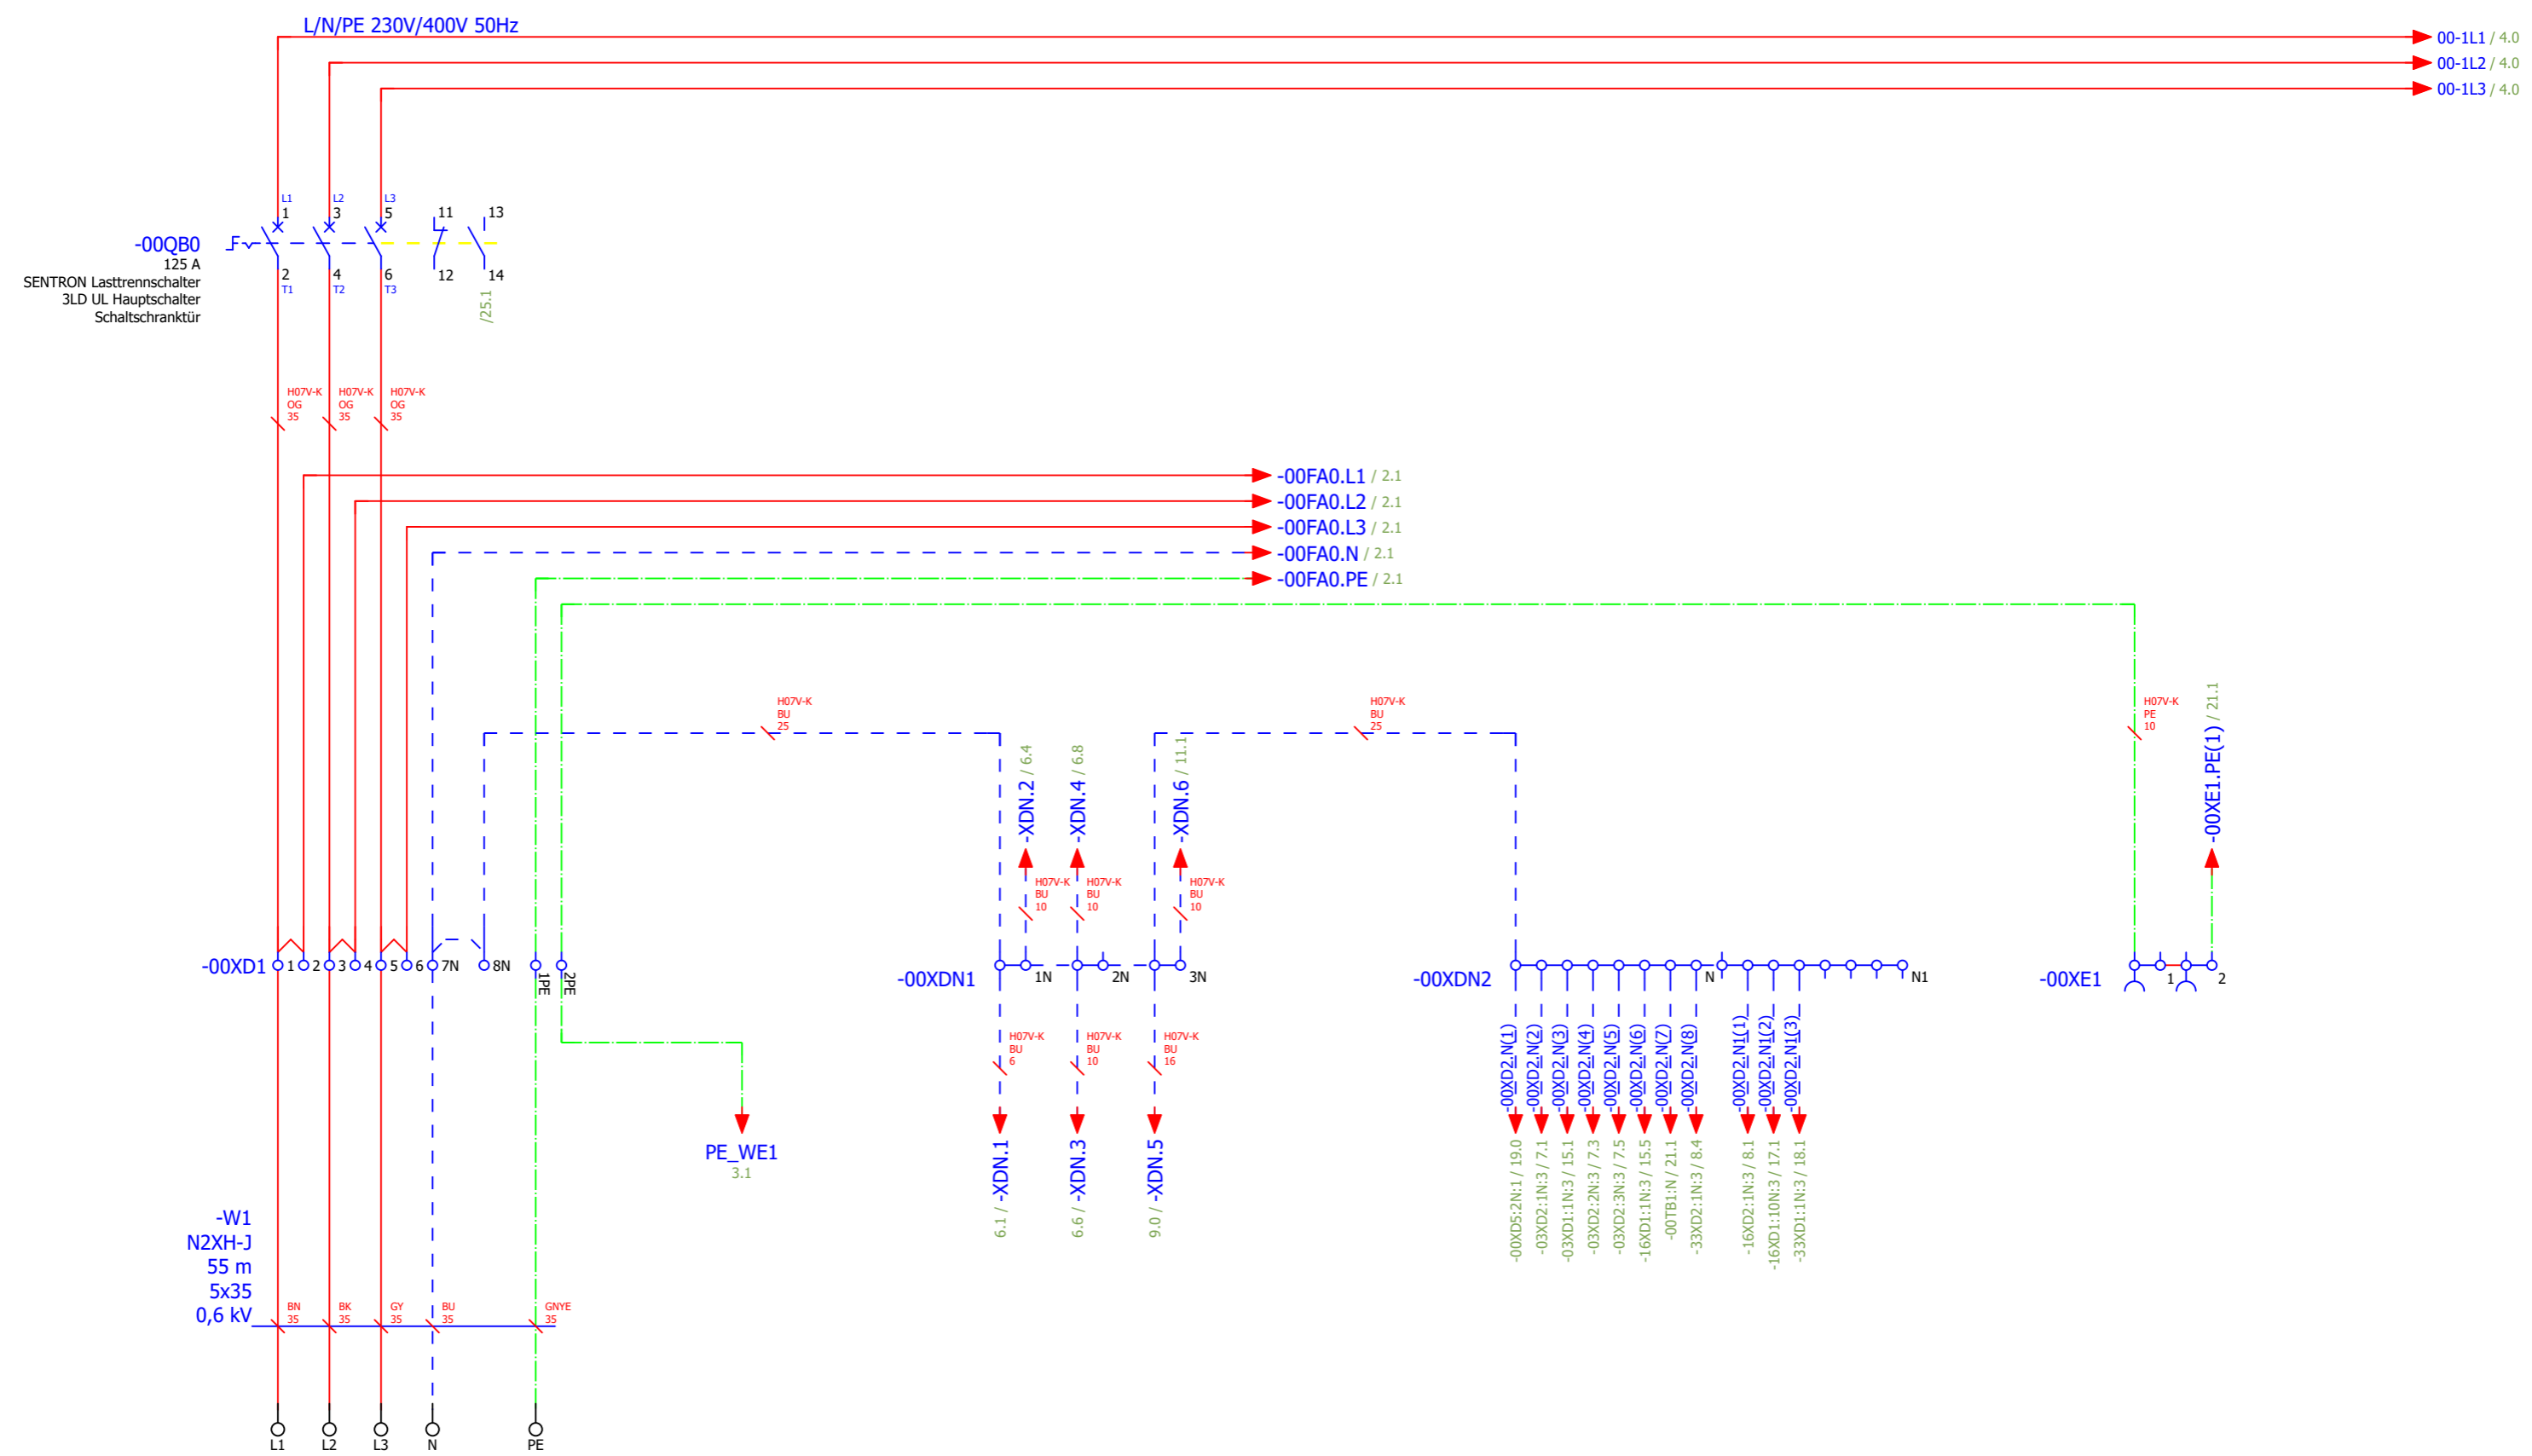 L/N/PE 230V/400V 50Hz
00-1L1 / 4.0
00-1L2 / 4.0
00-1L3 / 4.0
L1 L2 L3
1 3 5 11 13
-00QB0
125 A
SENTRON Lasttrennschalter
3LD UL Hauptschalter
Schaltschranktür
2 4 6 12 14
T1 T2 T3
/25.1
H07V-K H07V-K H07V-K
OG OG OG
35 35 35
-00FA0.L1 / 2.1
-00FA0.L2 / 2.1
-00FA0.L3 / 2.1
-00FA0.N / 2.1
-00FA0.PE / 2.1
H07V-K
BU
25
H07V-K
BU
25
H07V-K
PE
10
-XDN.2 / 6.4
-XDN.4 / 6.8
-XDN.6 / 11.1
-00XE1.PE(1) / 21.1
H07V-K H07V-K H07V-K
BU BU BU
10 10 10
-00XD1 1 2 3 4 5 6 7N 8N 1PE 2PE
-00XDN1 1N 2N 3N
-00XDN2 N N1
-00XE1 1 2
H07V-K H07V-K H07V-K
BU BU BU
6 10 16
PE_WE1
3.1
6.1 / -XDN.1
6.6 / -XDN.3
9.0 / -XDN.5
-00XD2.N(1)
-00XD2.N(2)
-00XD2.N(3)
-00XD2.N(4)
-00XD2.N(5)
-00XD2.N(6)
-00XD2.N(7)
-00XD2.N(8)
-00XD2.N1(1)
-00XD2.N1(2)
-00XD2.N1(3)
-00XD5:2N:1 / 19.0
-03XD2:1N:3 / 7.1
-03XD1:1N:3 / 15.1
-03XD2:2N:3 / 7.3
-03XD2:3N:3 / 7.5
-16XD1:1N:3 / 15.5
-00TB1:N / 21.1
-33XD2:1N:3 / 8.4
-16XD2:1N:3 / 8.1
-16XD1:10N:3 / 17.1
-33XD1:1N:3 / 18.1
-W1
N2XH-J
55 m
5x35
0,6 kV
BN BK GY BU GNYE
35 35 35 35 35
L1 L2 L3 N PE